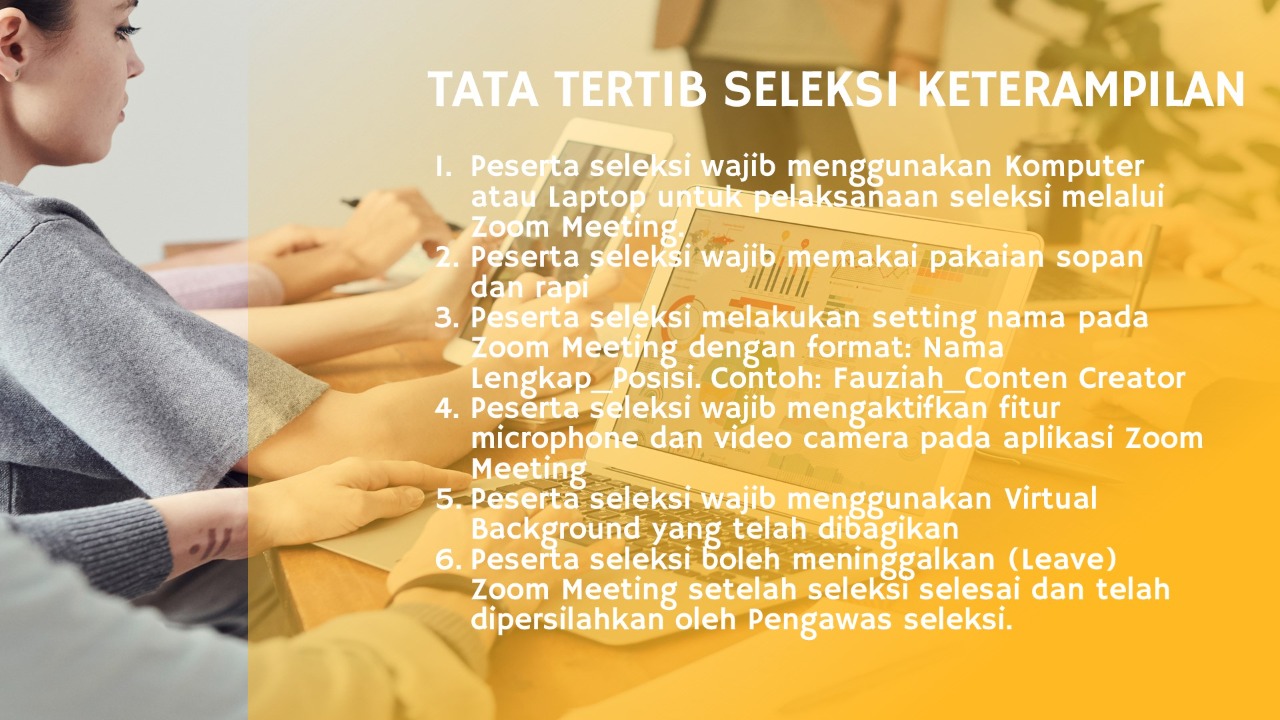 TATA TERTIB SELEKSI KETERAMPILAN
1. Peserta seleksi wajib menggunakan Komputer
atau Laptop untuk pelaksanaan seleksi melalui
Zoom Meeting.
2. Peserta seleksi wajib memakai pakaian sopan
dan rapi
3. Peserta seleksi melakukan setting nama pada
Zoom Meeting dengan format: Nama
Lengkap_Posisi. Contoh: Fauziah_Conten Creator
4. Peserta seleksi wajib mengaktifkan fitur
microphone dan video camera pada aplikasi Zoom
Meeting
5. Peserta seleksi wajib menggunakan Virtual
Background yang telah dibagikan
6. Peserta seleksi boleh meninggalkan (Leave)
Zoom Meeting setelah seleksi selesai dan telah
dipersilahkan oleh Pengawas seleksi.